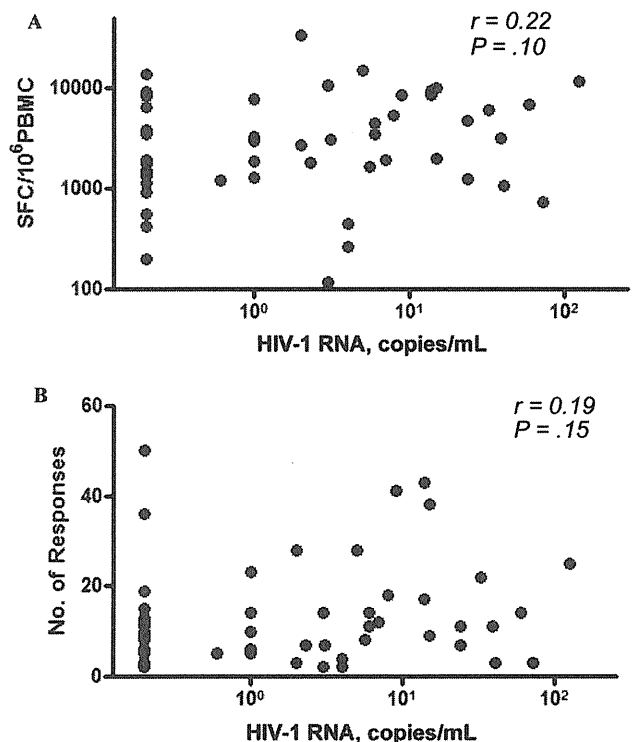 A
r = 0.22
P = .10
SFC/10⁶PBMC
10000
1000
100
10⁰ 10¹ 10²
HIV-1 RNA, copies/mL
B
r = 0.19
P = .15
No. of Responses
60
40
20
0
10⁰ 10¹ 10²
HIV-1 RNA, copies/mL